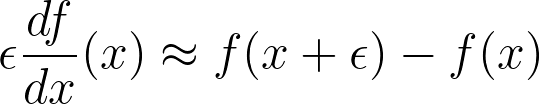 ϵ df/dx (x) ≈ f(x + ϵ) − f(x)